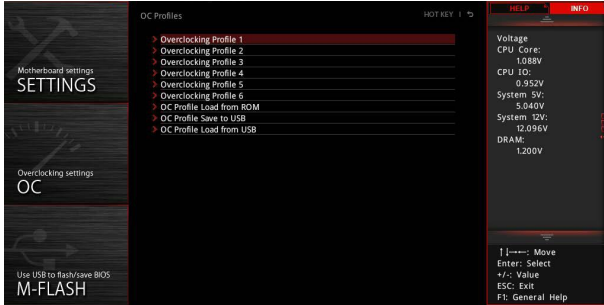 OC Profiles
HOT KEY |
HELP
INFO
Overclocking Profile 1
Overclocking Profile 2
Overclocking Profile 3
Overclocking Profile 4
Overclocking Profile 5
Overclocking Profile 6
OC Profile Load from ROM
OC Profile Save to USB
OC Profile Load from USB
Motherboard settings
SETTINGS
Overclocking settings
OC
Use USB to flash/save BIOS
M-FLASH
Voltage
CPU Core:
1.088V
CPU IO:
0.952V
System 5V:
5.040V
System 12V:
12.096V
DRAM:
1.200V
↑↓→←: Move
Enter: Select
+/-: Value
ESC: Exit
F1: General Help